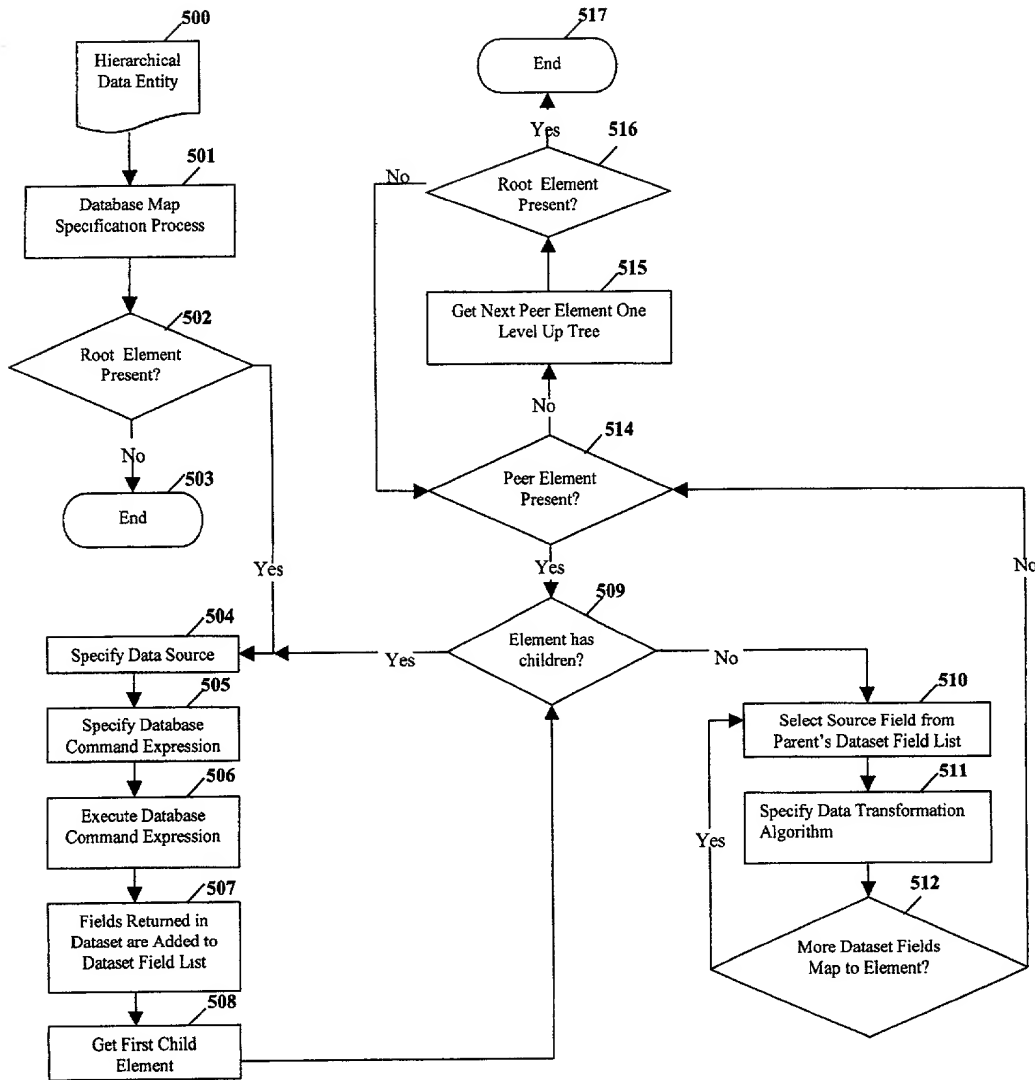 500
Hierarchical
Data Entity
501
Database Map
Specification Process
502
Root Element
Present?
No
503
End
Yes
504
Specify Data Source
505
Specify Database
Command Expression
506
Execute Database
Command Expression
507
Fields Returned in
Dataset are Added to
Dataset Field List
508
Get First Child
Element
517
End
Yes
516
No
Root Element
Present?
515
Get Next Peer Element One
Level Up Tree
No
514
Peer Element
Present?
No
Yes
509
Element has
children?
Yes
No
510
Select Source Field from
Parent's Dataset Field List
511
Specify Data Transformation
Algorithm
Yes
512
More Dataset Fields
Map to Element?